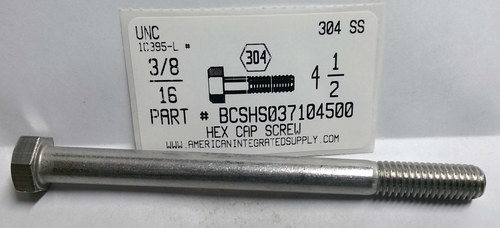 UNC 304 SS
IC395-L #
3/8 304 4 1/2
16
PART # BCSHS037104500
HEX CAP SCREW
WWW.AMERICANINTEGRATEDSUPPLY.COM